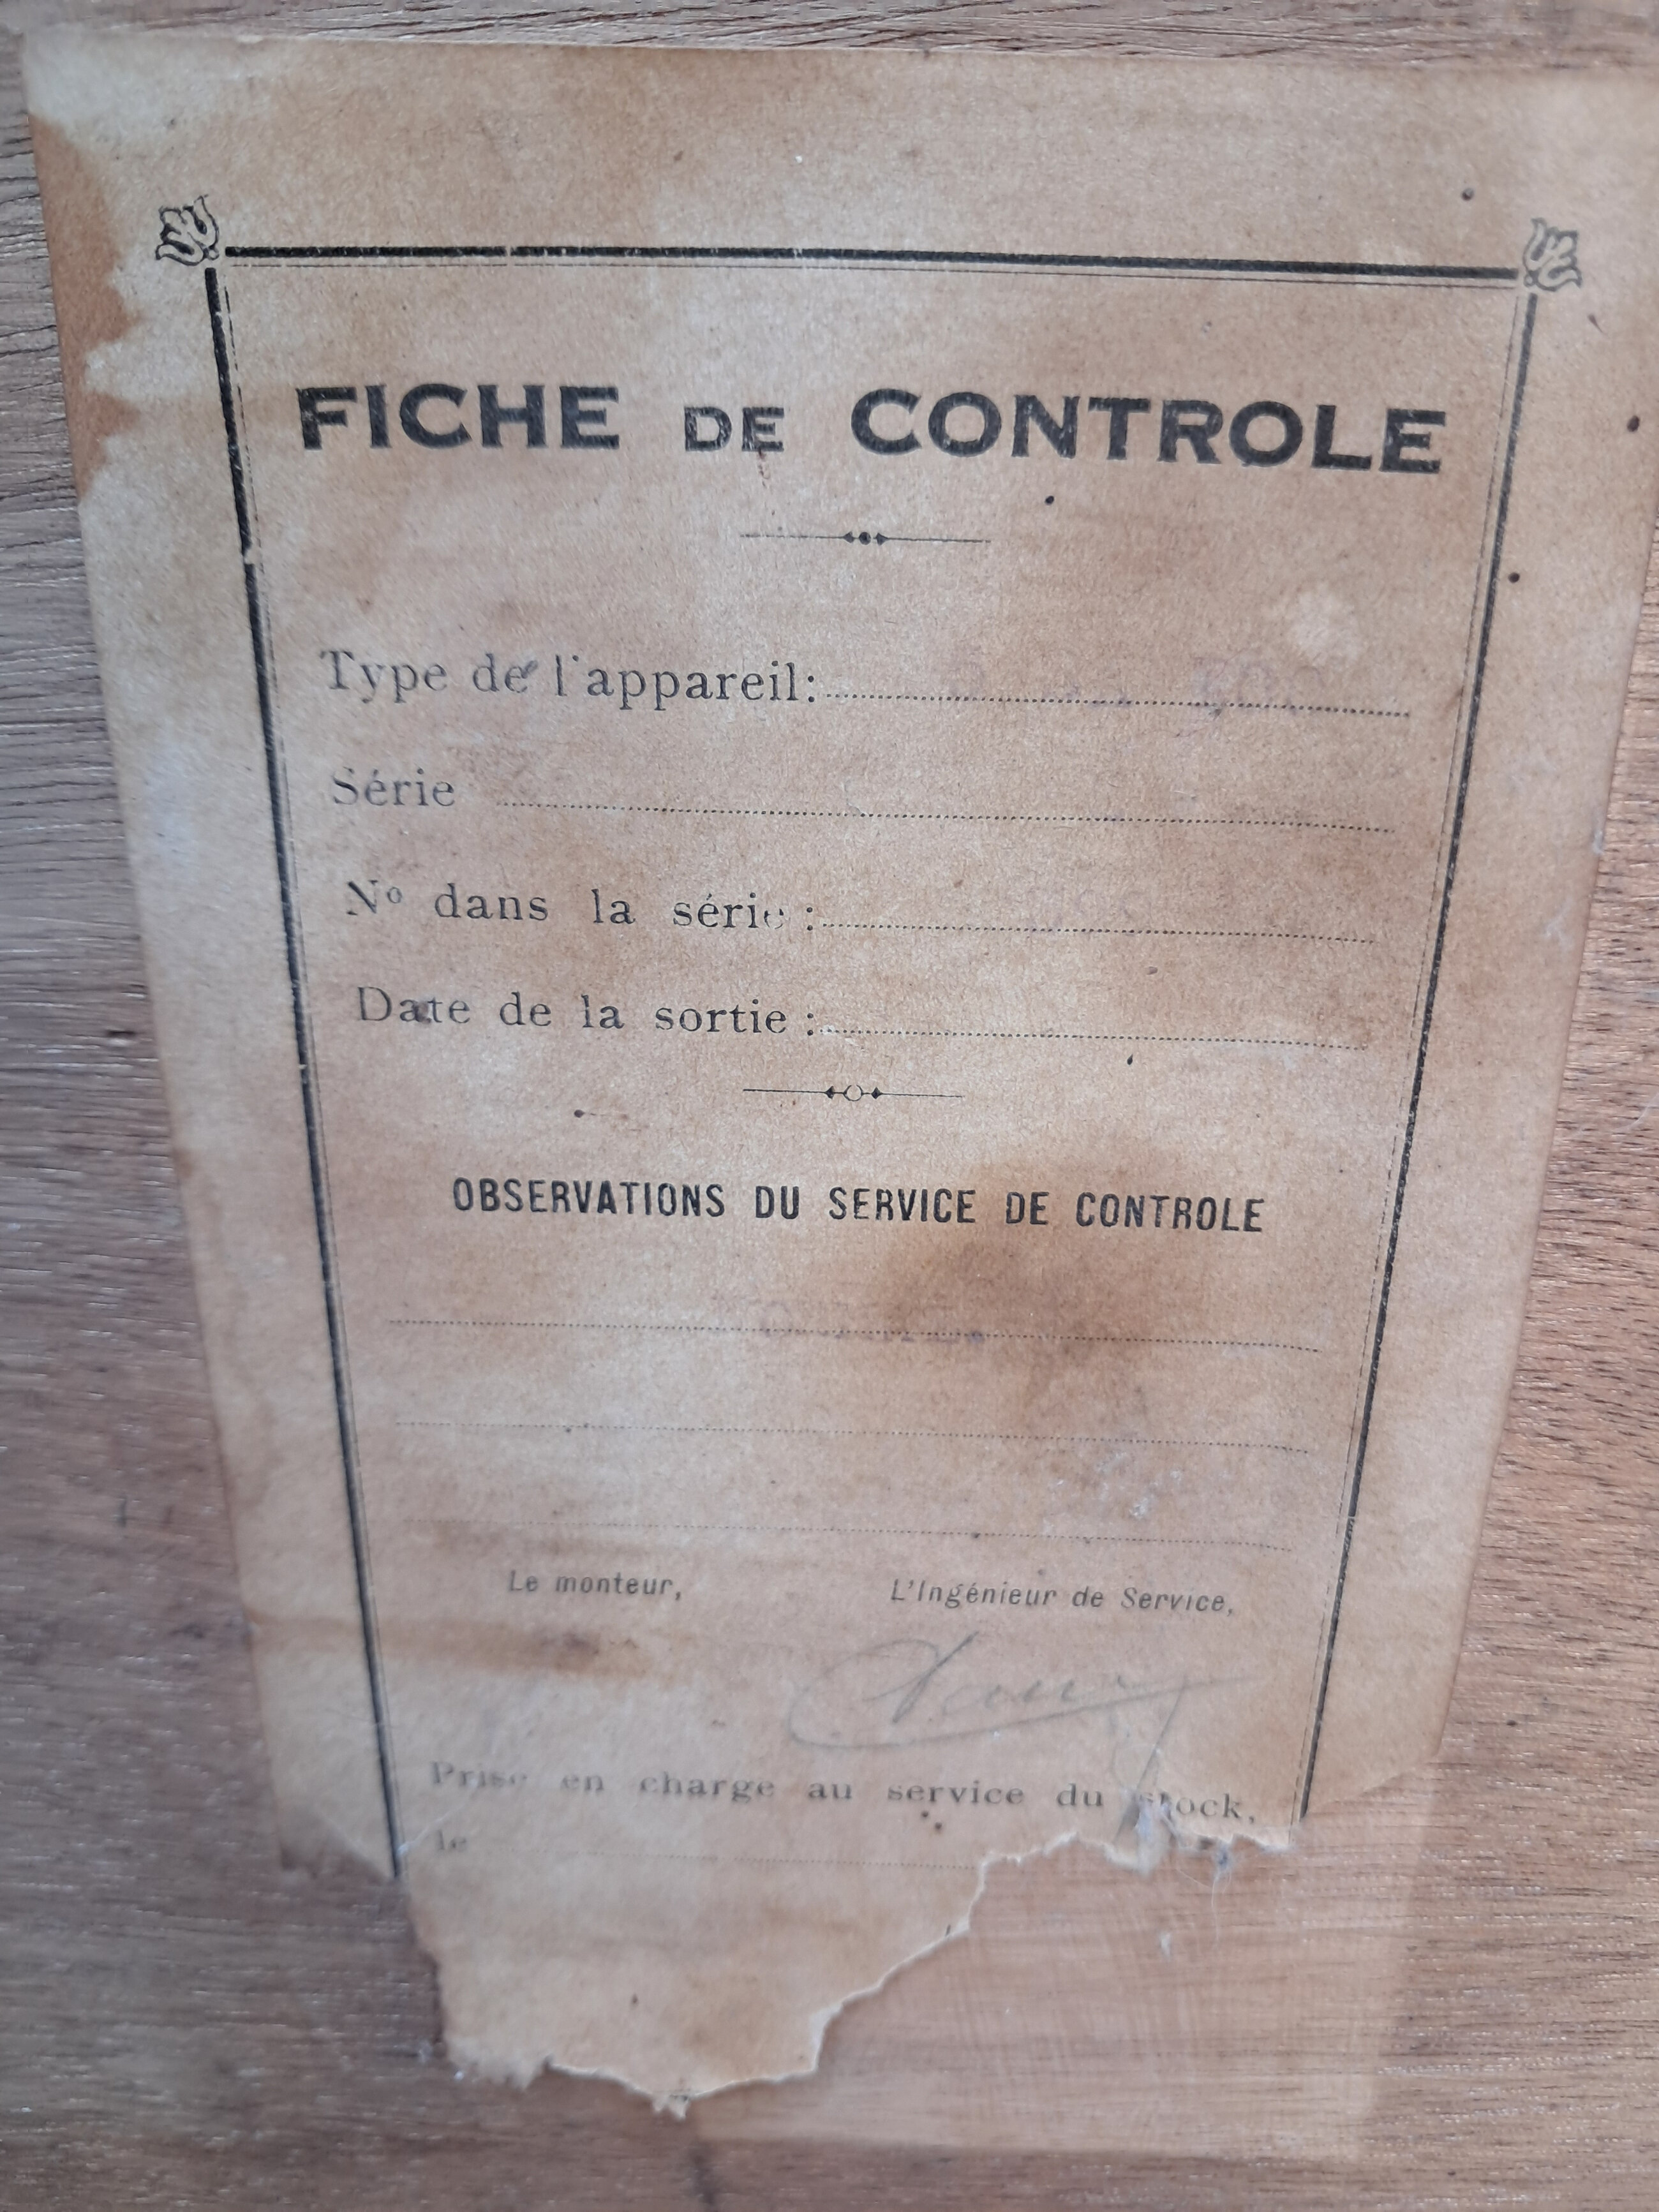 FICHE DE CONTROLE
Type de l'appareil:
Série
Nº dans la série :
Date de la sortie :
OBSERVATIONS DU SERVICE DE CONTROLE
Le monteur, L'Ingénieur de Service,
Prise en charge au service du stock,
le